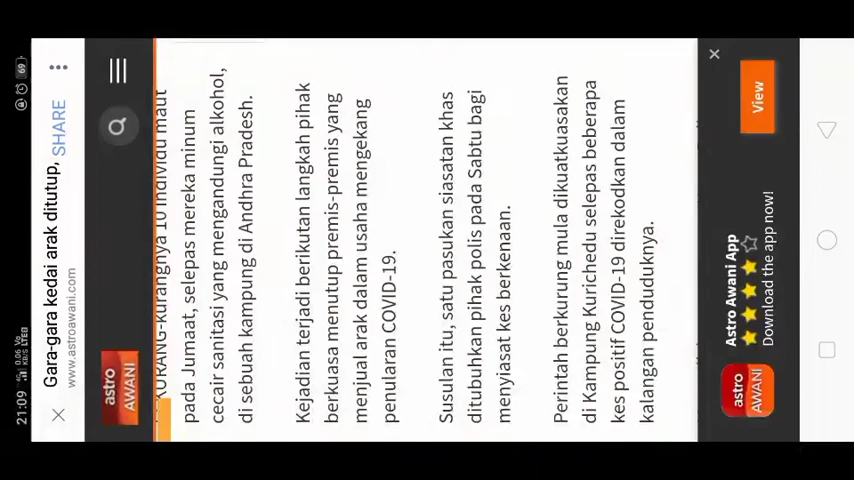 21:09
0.06 KB/S
69
Gara-gara kedai arak ditutup,
www.astroawani.com
SHARE
astro
AWANI
KURANG-kurangnya 10 individu maut
pada Jumaat, selepas mereka minum
cecair sanitasi yang mengandungi alkohol,
di sebuah kampung di Andhra Pradesh.
Kejadian terjadi berikutan langkah pihak
berkuasa menutup premis-premis yang
menjual arak dalam usaha mengekang
penularan COVID-19.
Susulan itu, satu pasukan siasatan khas
ditubuhkan pihak polis pada Sabtu bagi
menyiasat kes berkenaan.
Perintah berkurung mula dikuatkuasakan
di Kampung Kurichedu selepas beberapa
kes positif COVID-19 direkodkan dalam
kalangan penduduknya.
astro
AWANI
Astro Awani App
Download the app now!
View